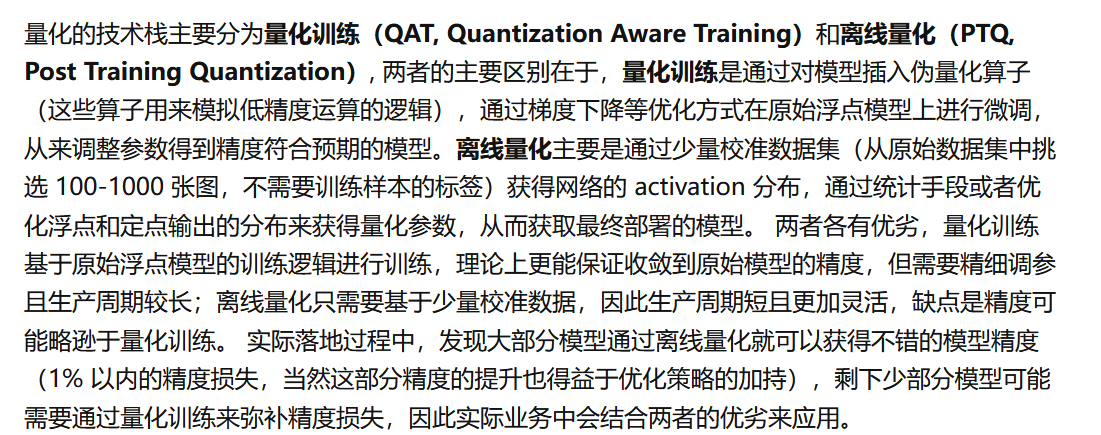 量化的技术栈主要分为量化训练（QAT, Quantization Aware Training）和离线量化（PTQ,
Post Training Quantization）, 两者的主要区别在于，量化训练是通过对模型插入伪量化算子
（这些算子用来模拟低精度运算的逻辑），通过梯度下降等优化方式在原始浮点模型上进行微调，
从来调整参数得到精度符合预期的模型。离线量化主要是通过少量校准数据集（从原始数据集中挑
选 100-1000 张图，不需要训练样本的标签）获得网络的 activation 分布，通过统计手段或者优
化浮点和定点输出的分布来获得量化参数，从而获取最终部署的模型。 两者各有优劣，量化训练
基于原始浮点模型的训练逻辑进行训练，理论上更能保证收敛到原始模型的精度，但需要精细调参
且生产周期较长；离线量化只需要基于少量校准数据，因此生产周期短且更加灵活，缺点是精度可
能略逊于量化训练。 实际落地过程中，发现大部分模型通过离线量化就可以获得不错的模型精度
（1% 以内的精度损失，当然这部分精度的提升也得益于优化策略的加持），剩下少部分模型可能
需要通过量化训练来弥补精度损失，因此实际业务中会结合两者的优劣来应用。